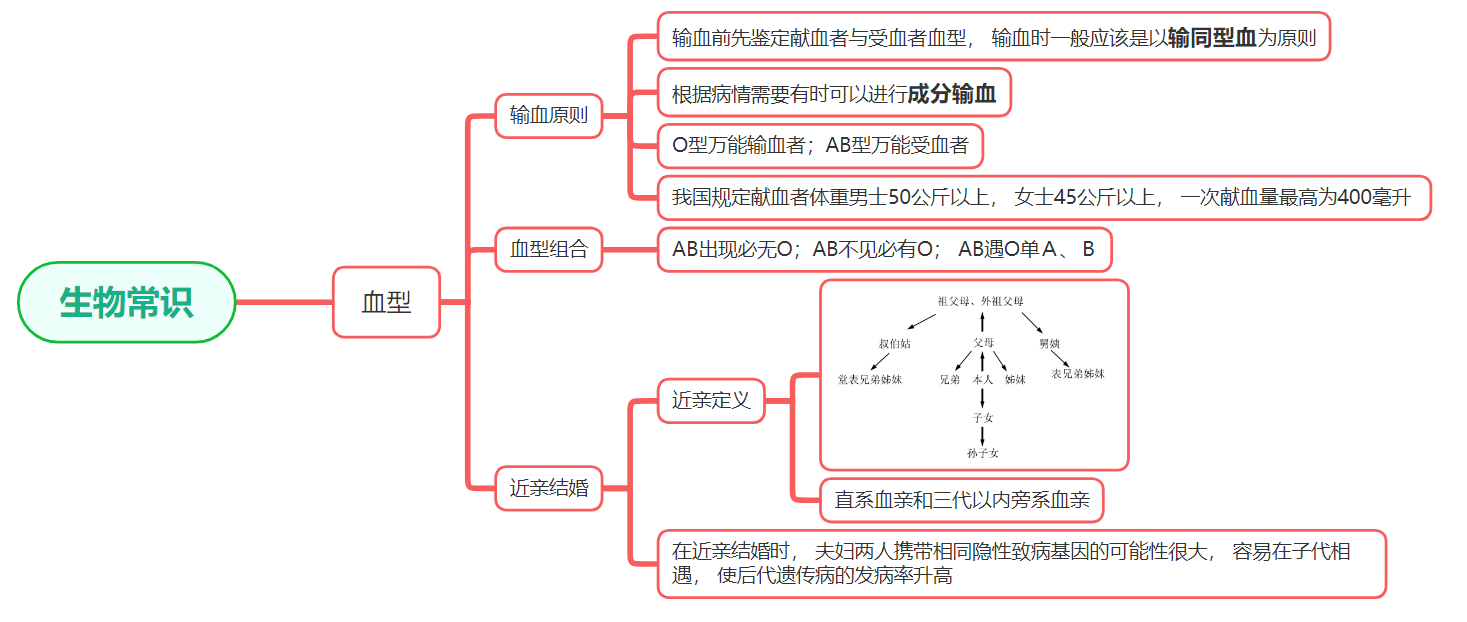 生物常识
血型
输血原则
输血前先鉴定献血者与受血者血型， 输血时一般应该是以输同型血为原则
根据病情需要有时可以进行成分输血
O型万能输血者；AB型万能受血者
我国规定献血者体重男士50公斤以上， 女士45公斤以上， 一次献血量最高为400毫升
血型组合
AB出现必无O；AB不见必有O； AB遇O单A、 B
近亲结婚
近亲定义
祖父母、外祖父母
叔伯姑 父母 舅姨
堂表兄弟姊妹 兄弟 本人 姊妹 表兄弟姊妹
子女
孙子女
直系血亲和三代以内旁系血亲
在近亲结婚时， 夫妇两人携带相同隐性致病基因的可能性很大， 容易在子代相
遇， 使后代遗传病的发病率升高